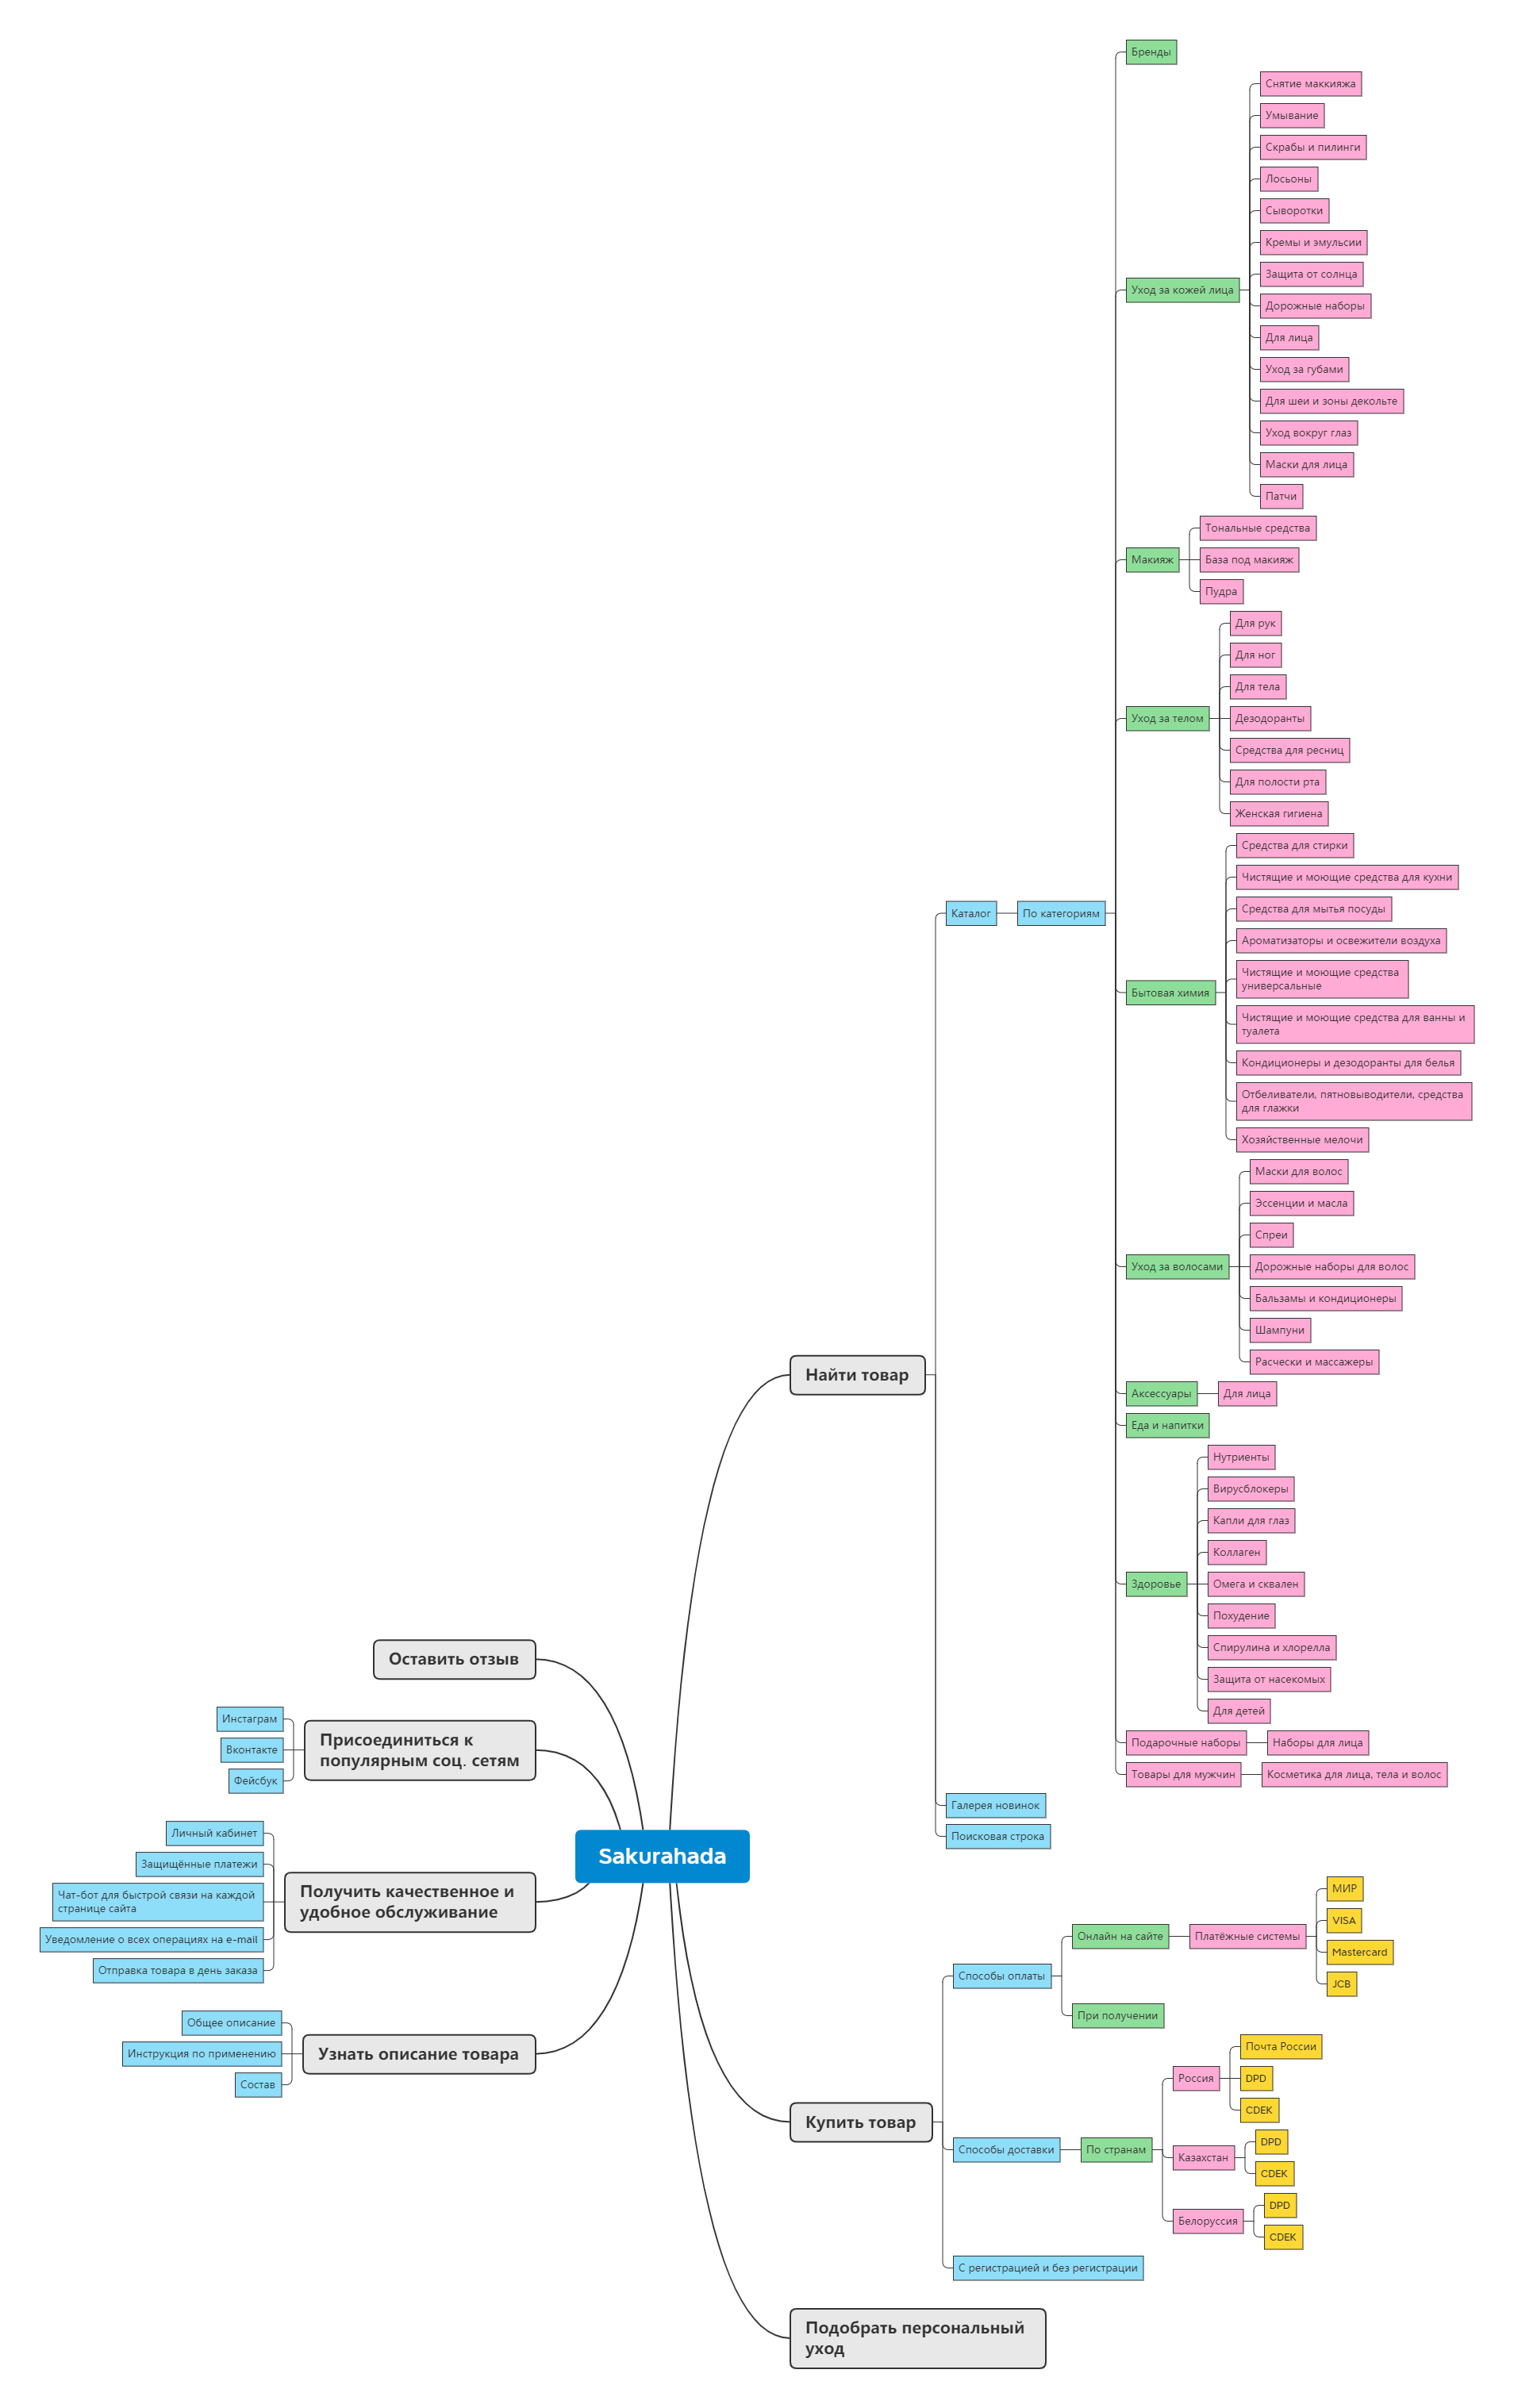 Sakurahada
Найти товар
Каталог
По категориям
Бренды
Уход за кожей лица
Снятие маккияжа
Умывание
Скрабы и пилинги
Лосьоны
Сыворотки
Кремы и эмульсии
Защита от солнца
Дорожные наборы
Для лица
Уход за губами
Для шеи и зоны декольте
Уход вокруг глаз
Маски для лица
Патчи
Макияж
Тональные средства
База под макияж
Пудра
Уход за телом
Для рук
Для ног
Для тела
Дезодоранты
Средства для ресниц
Для полости рта
Женская гигиена
Бытовая химия
Средства для стирки
Чистящие и моющие средства для кухни
Средства для мытья посуды
Ароматизаторы и освежители воздуха
Чистящие и моющие средства
универсальные
Чистящие и моющие средства для ванны и
туалета
Кондиционеры и дезодоранты для белья
Отбеливатели, пятновыводители, средства
для глажки
Хозяйственные мелочи
Уход за волосами
Маски для волос
Эссенции и масла
Спреи
Дорожные наборы для волос
Бальзамы и кондиционеры
Шампуни
Расчески и массажеры
Аксессуары
Для лица
Еда и напитки
Здоровье
Нутриенты
Вирусблокеры
Капли для глаз
Коллаген
Омега и сквален
Похудение
Спирулина и хлорелла
Защита от насекомых
Для детей
Подарочные наборы
Наборы для лица
Товары для мужчин
Косметика для лица, тела и волос
Галерея новинок
Поисковая строка
Купить товар
Способы оплаты
Онлайн на сайте
Платёжные системы
МИР
VISA
Mastercard
JCB
При получении
Способы доставки
По странам
Россия
Почта России
DPD
CDEK
Казахстан
DPD
CDEK
Белоруссия
DPD
CDEK
С регистрацией и без регистрации
Подобрать персональный
уход
Оставить отзыв
Присоединиться к
популярным соц. сетям
Инстаграм
Вконтакте
Фейсбук
Получить качественное и
удобное обслуживание
Личный кабинет
Защищённые платежи
Чат-бот для быстрой связи на каждой
странице сайта
Уведомление о всех операциях на e-mail
Отправка товара в день заказа
Узнать описание товара
Общее описание
Инструкция по применению
Состав